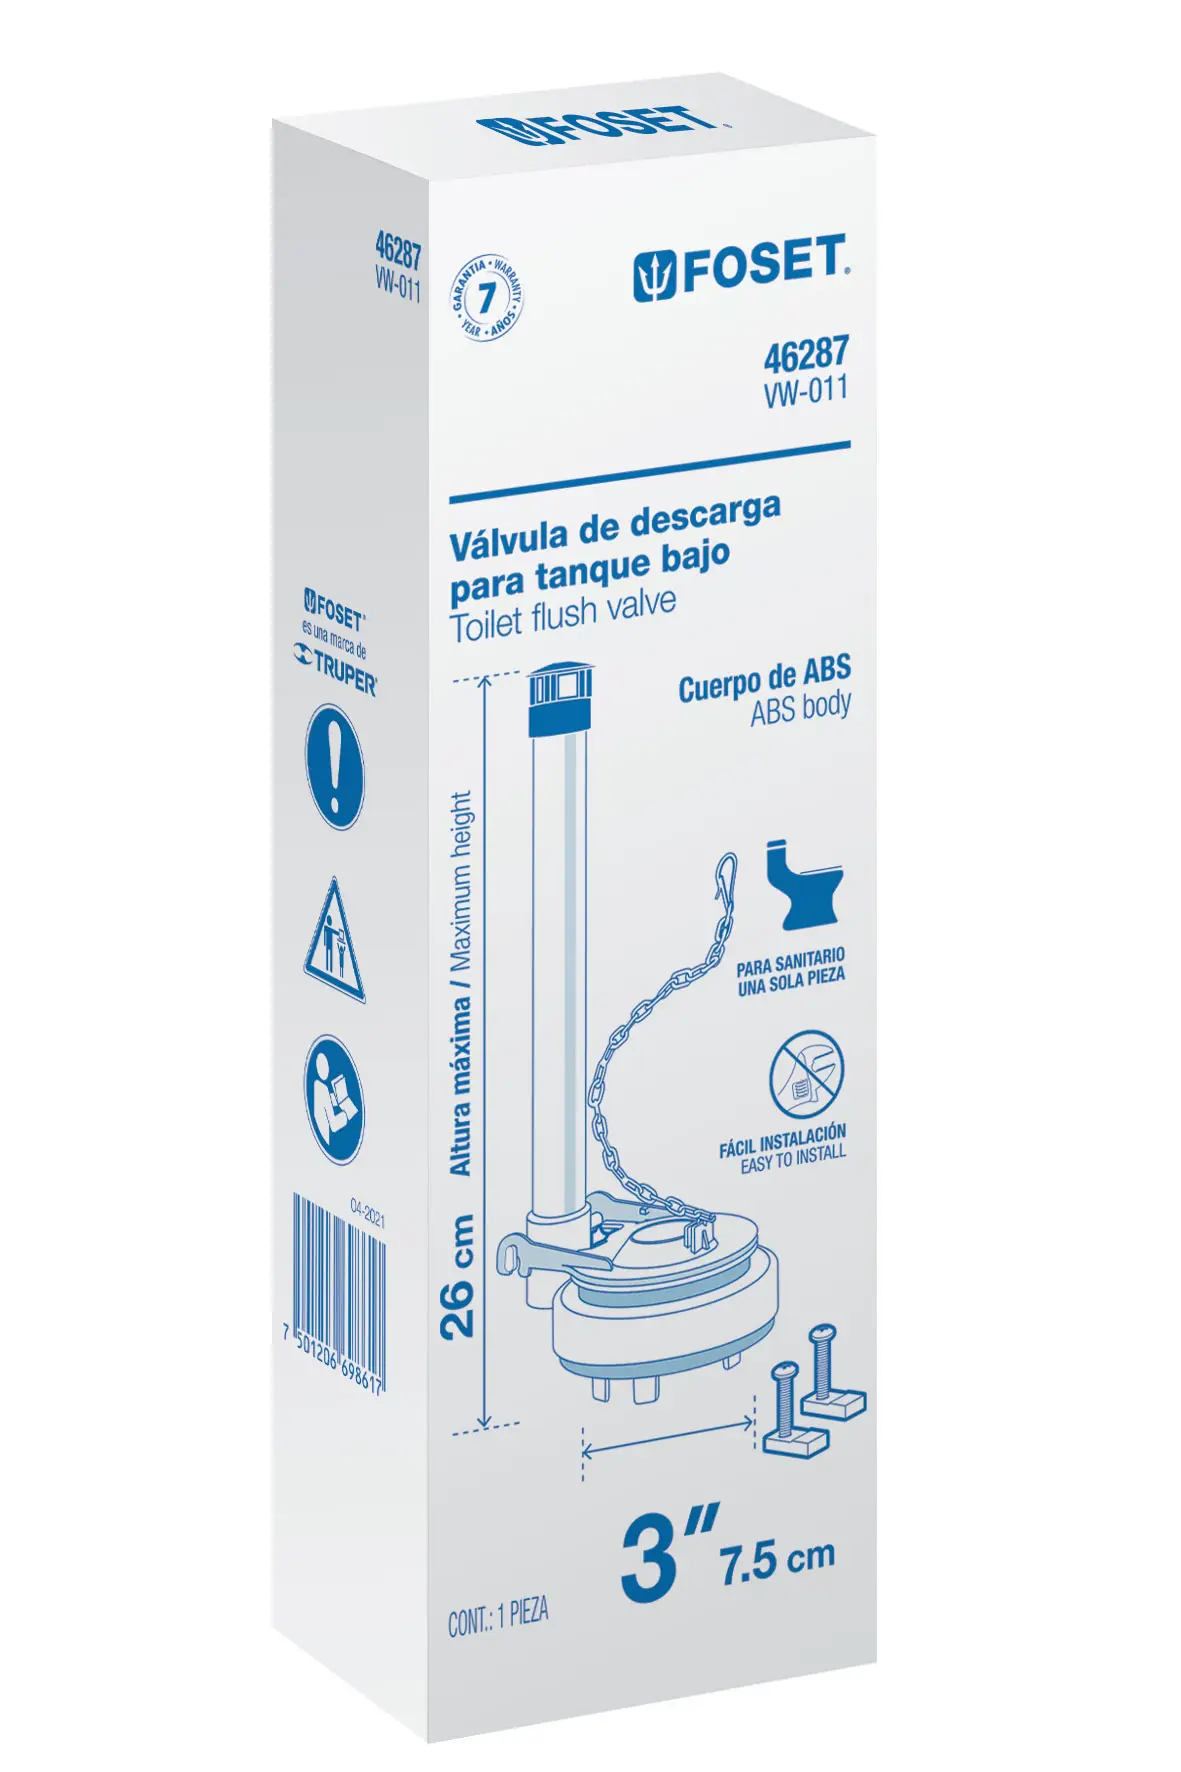 FOSET®
46287
VW-011
FOSET®
es una marca de
TRUPER®
04-2021
7 501206 698617
GARANTIA • WARRANTY
7
YEAR • AÑOS
FOSET®
46287
VW-011
Válvula de descarga
para tanque bajo
Toilet flush valve
Cuerpo de ABS
ABS body
26 cm Altura máxima / Maximum height
PARA SANITARIO
UNA SOLA PIEZA
FÁCIL INSTALACIÓN
EASY TO INSTALL
3" 7.5 cm
CONT.: 1 PIEZA